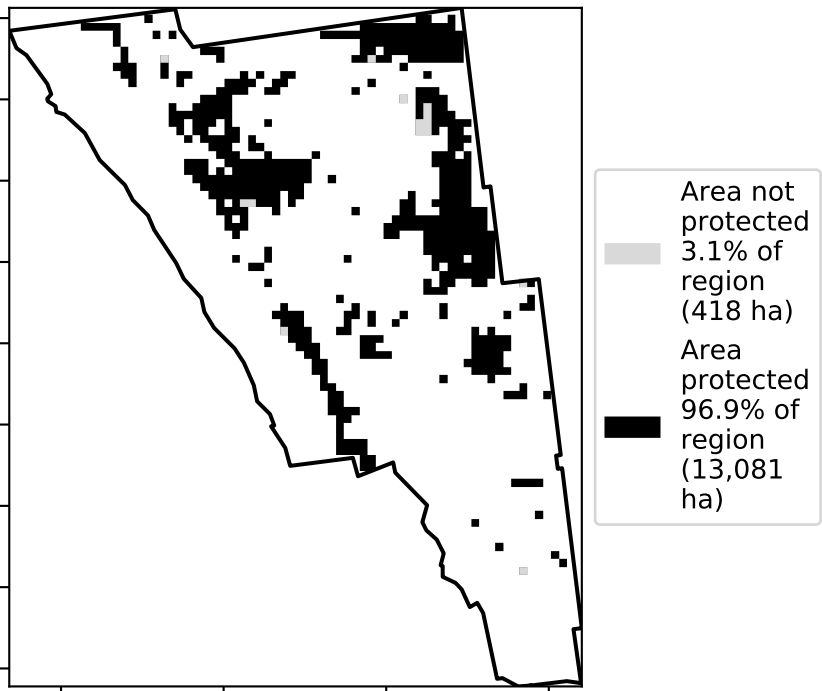 Area not
protected
3.1% of
region
(418 ha)
Area
protected
96.9% of
region
(13,081
ha)